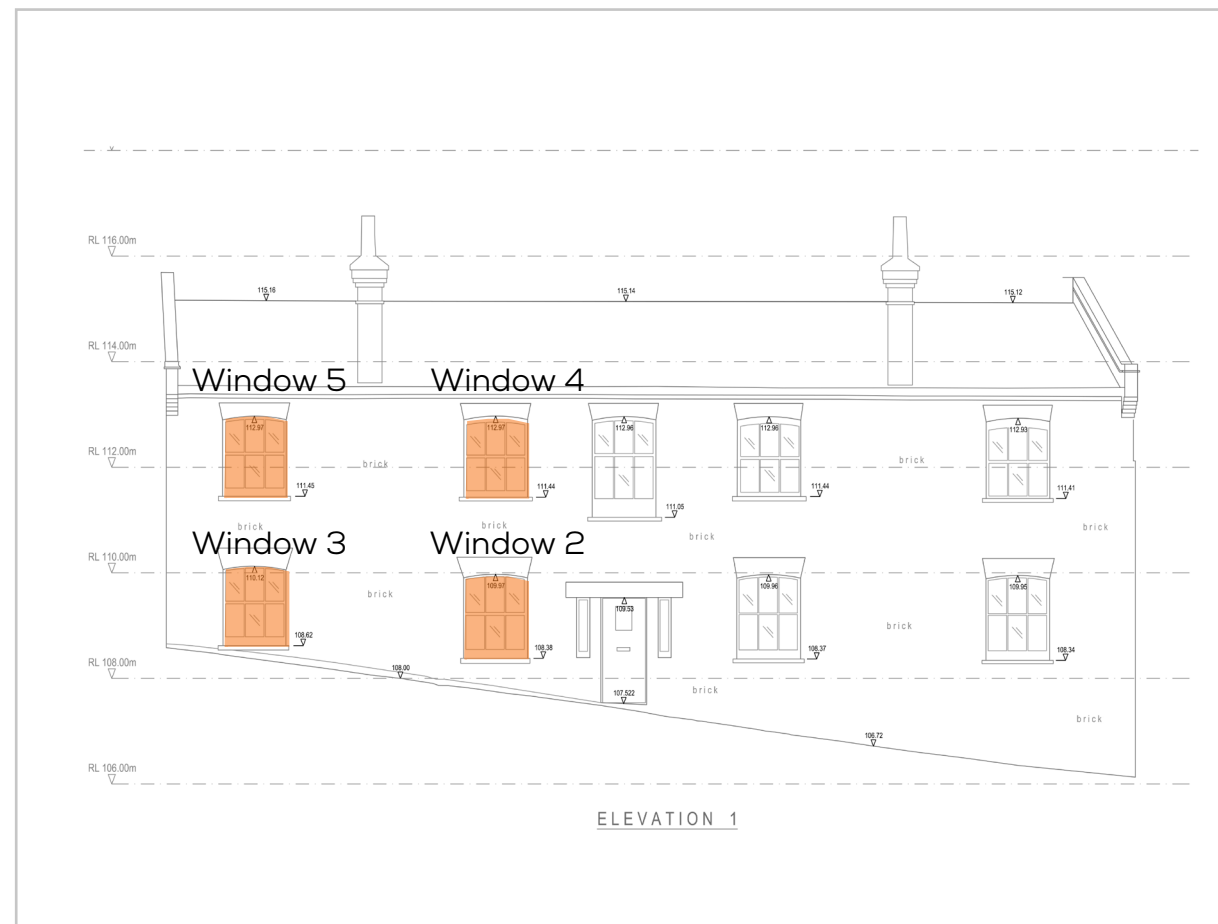 RL 116.00m
115.16
115.14
115.12
RL 114.00m
Window 5
Window 4
112.97
112.97
112.96
112.96
112.93
RL 112.00m
brick
brick
111.45
111.44
111.44
111.41
111.05
brick
brick
brick
brick
Window 3
Window 2
RL 110.00m
110.12
109.97
109.96
109.95
109.53
brick
brick
108.62
108.38
108.37
108.34
RL 108.00m
108.00
brick
107.522
brick
106.72
RL 106.00m
ELEVATION 1